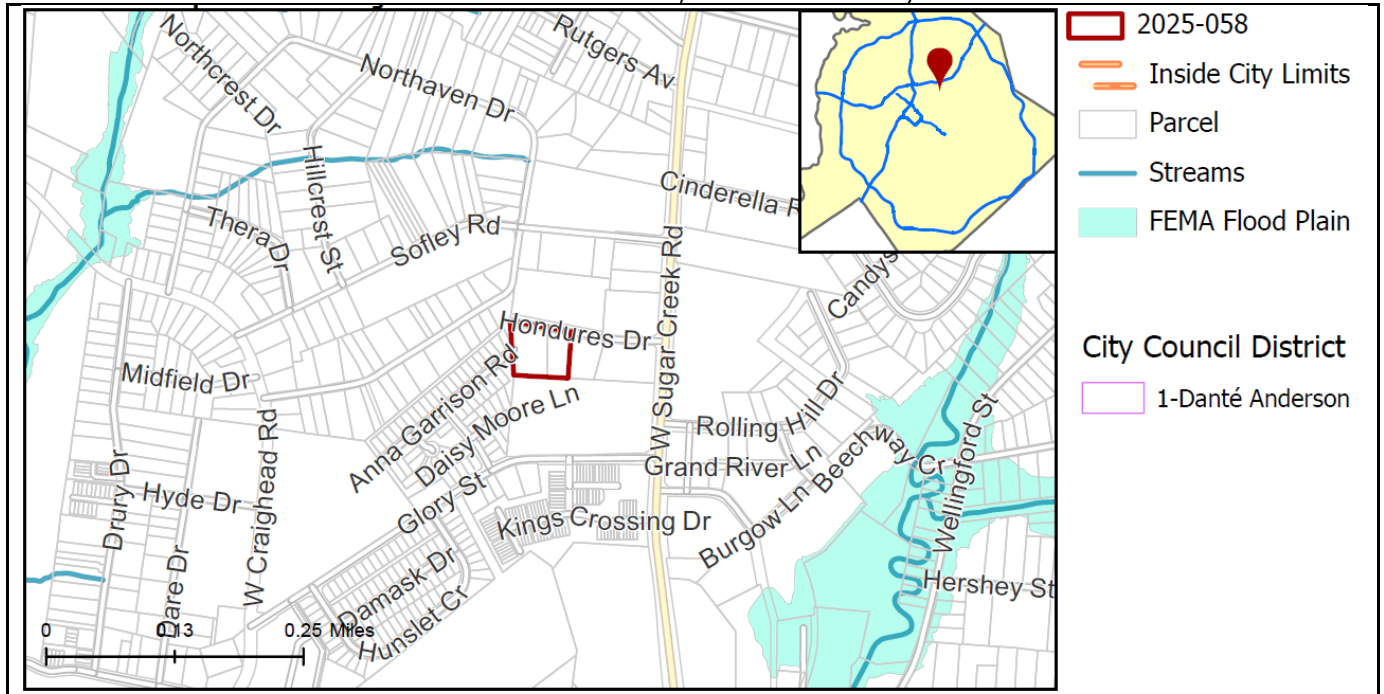 Northcrest Dr
Northaven Dr
Rutgers Av
Hillcrest St
Thera Dr
Sofley Rd
Cinderella R
Candys
W Sugar Creek Rd
Hondures Dr
Midfield Dr
Anna Garrison Rd
Daisy Moore Ln
Rolling Hill Dr
Grand River Ln
Beechway Cr
Wellingford St
W Craighead Rd
Drury Dr
Hyde Dr
Glory St
Kings Crossing Dr
Burgow Ln
Dare Dr
Damask Dr
Hunslet Cr
Hershey St
0 0.13 0.25 Miles
2025-058
Inside City Limits
Parcel
Streams
FEMA Flood Plain
City Council District
1-Danté Anderson